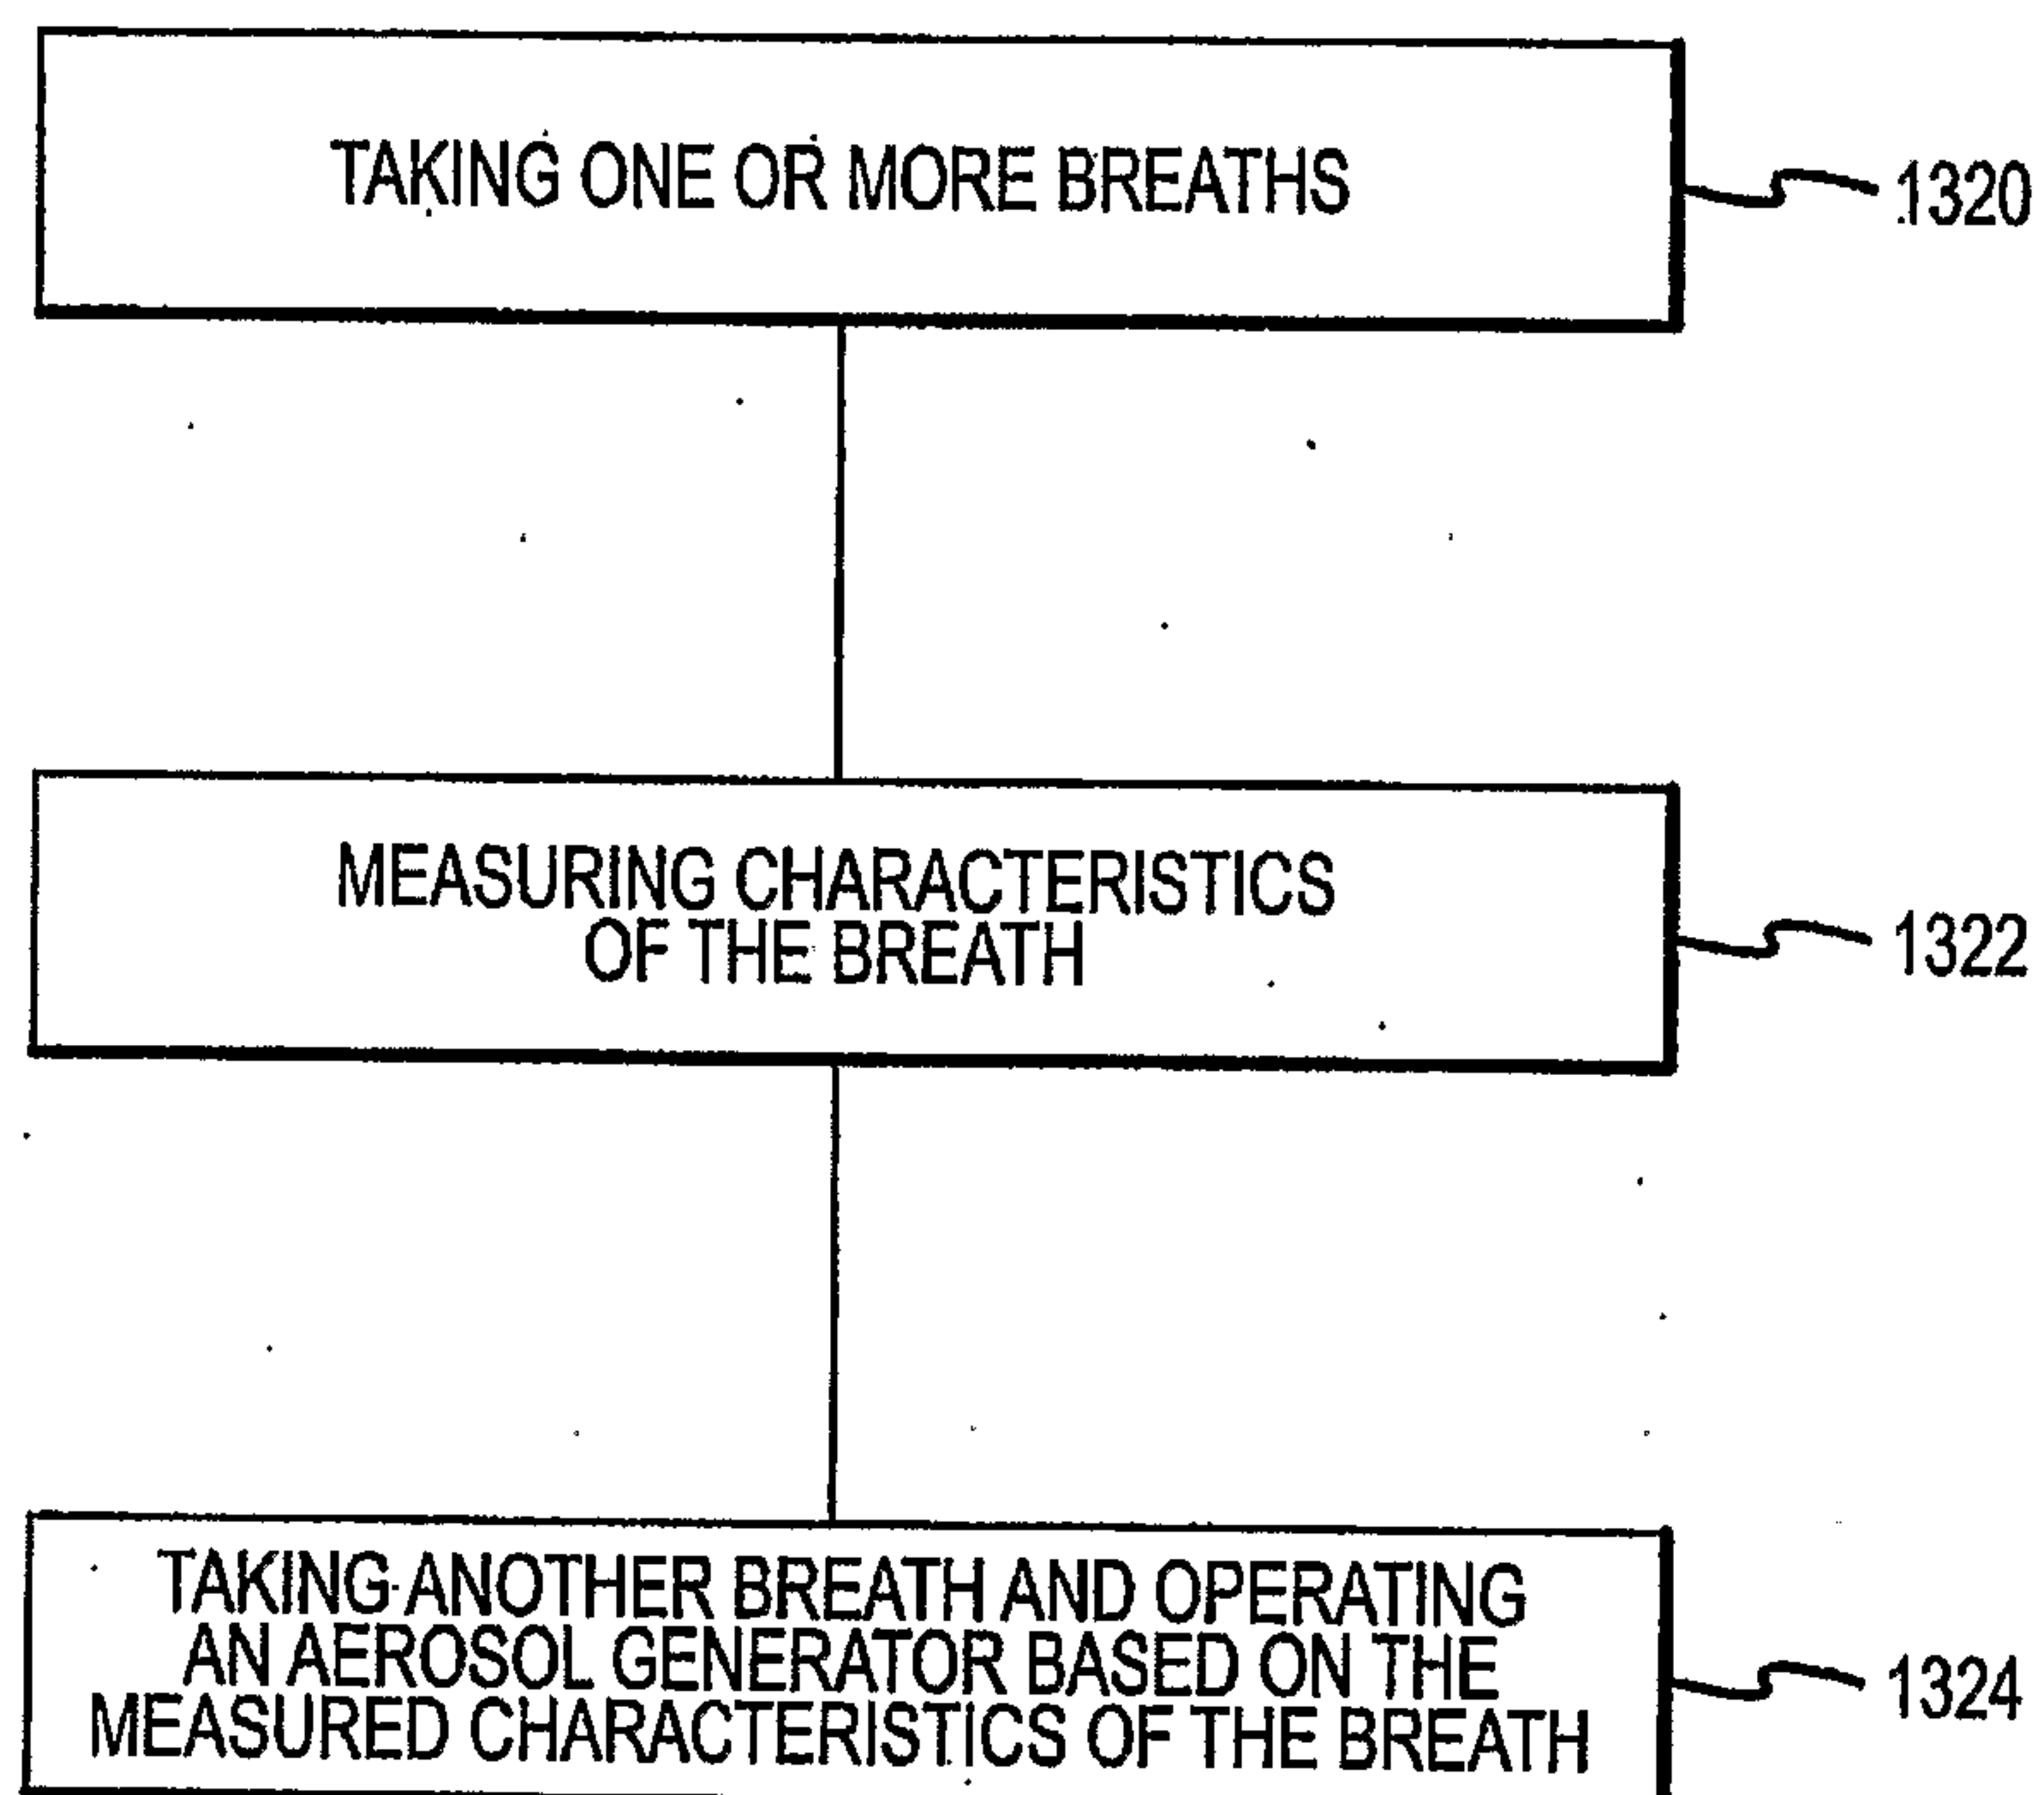 TAKING ONE OR MORE BREATHS
1320
MEASURING CHARACTERISTICS
OF THE BREATH
1322
TAKING ANOTHER BREATH AND OPERATING
AN AEROSOL GENERATOR BASED ON THE
MEASURED CHARACTERISTICS OF THE BREATH
1324